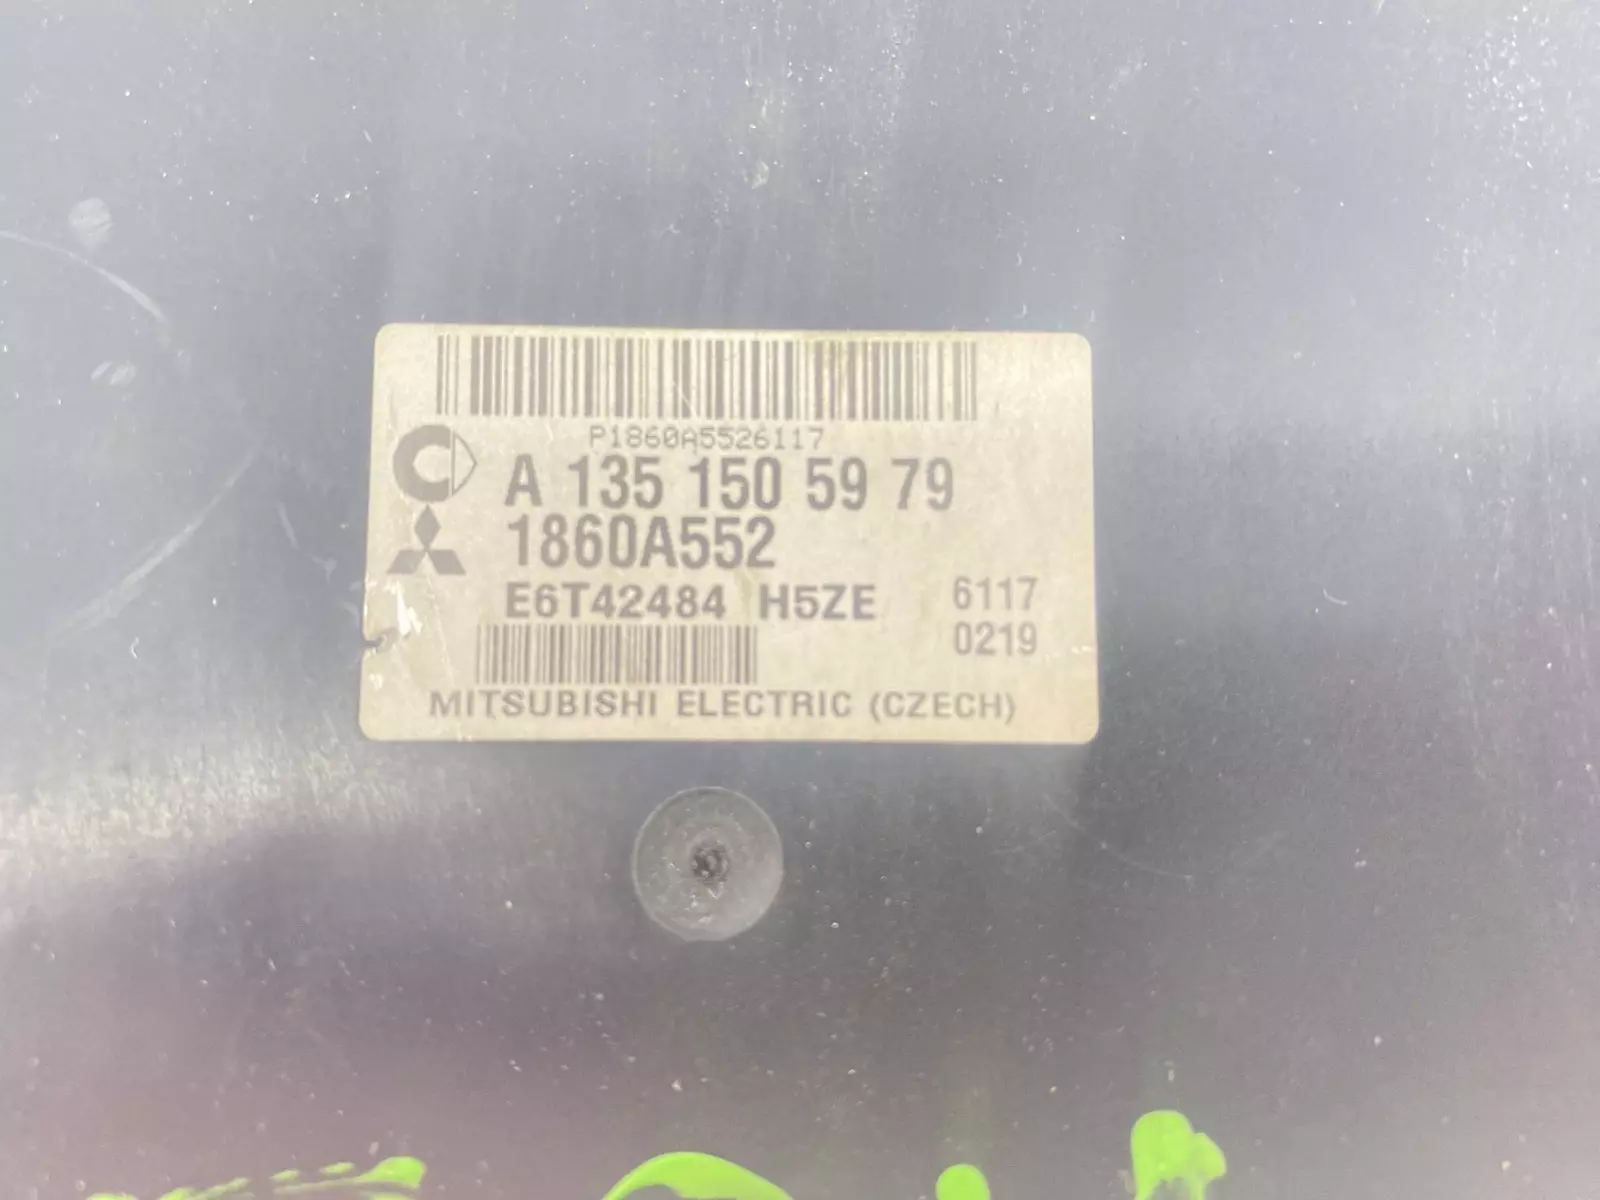 P1860A5526117
A 135 150 59 79
1860A552
E6T42484 H5ZE 6117
0219
MITSUBISHI ELECTRIC (CZECH)